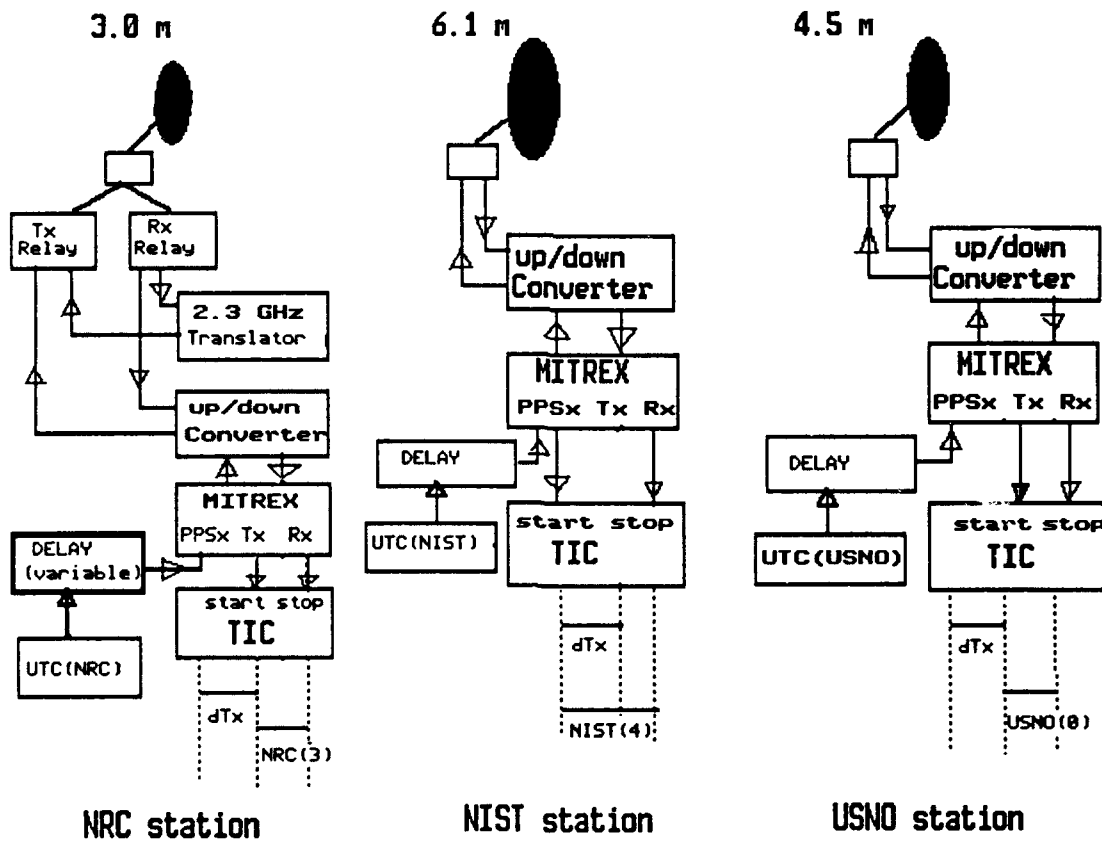 3.0 m
Tx
Relay
Rx
Relay
2.3 GHz
Translator
up/down
Converter
MITREX
PPSx Tx Rx
DELAY
(variable)
UTC(NRC)
start stop
TIC
dTx
NRC(3)
NRC station
6.1 m
up/down
Converter
MITREX
PPSx Tx Rx
DELAY
UTC(NIST)
start stop
TIC
dTx
NIST(4)
NIST station
4.5 m
up/down
Converter
MITREX
PPSx Tx Rx
DELAY
UTC(USNO)
start stop
TIC
dTx
USNO(0)
USNO station